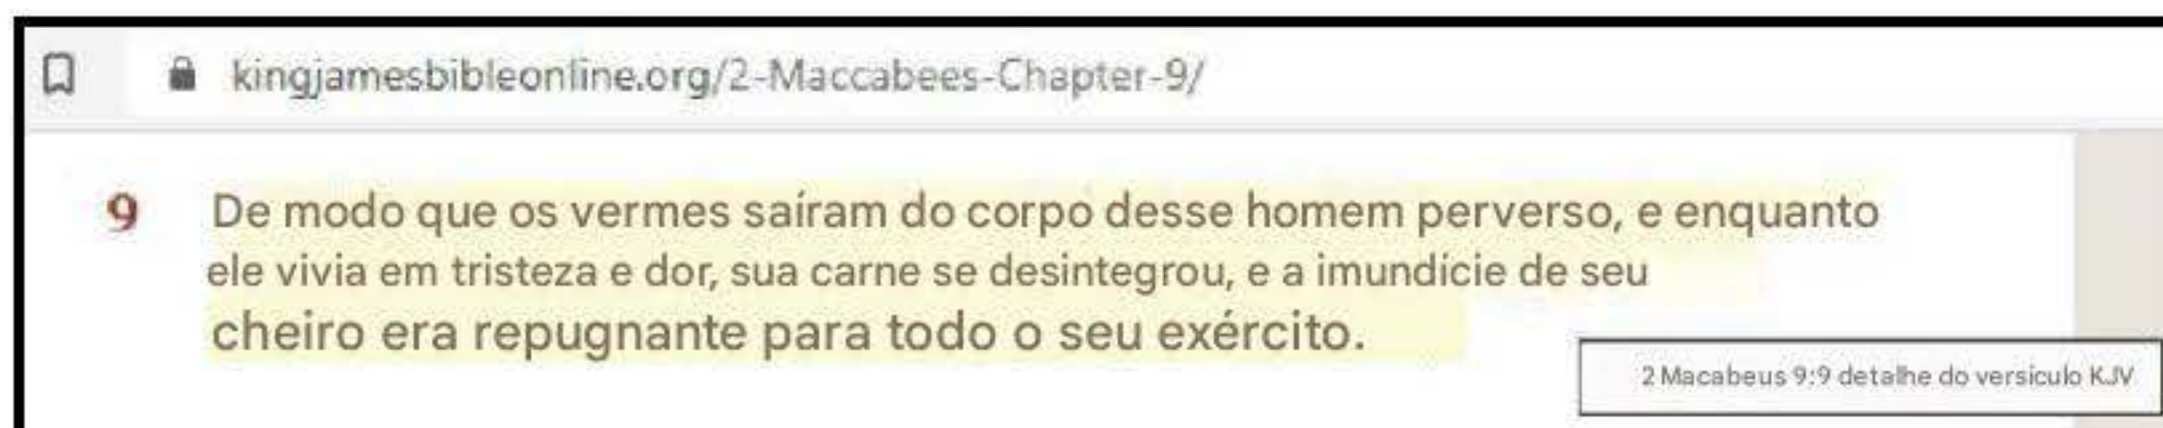 kingjamesbibleonline.org/2-Maccabees-Chapter-9/
9 De modo que os vermes saíram do corpo desse homem perverso, e enquanto
ele vivia em tristeza e dor, sua carne se desintegrou, e a imundície de seu
cheiro era repugnante para todo o seu exército.
2 Macabeus 9:9 detalhe do versículo KJV